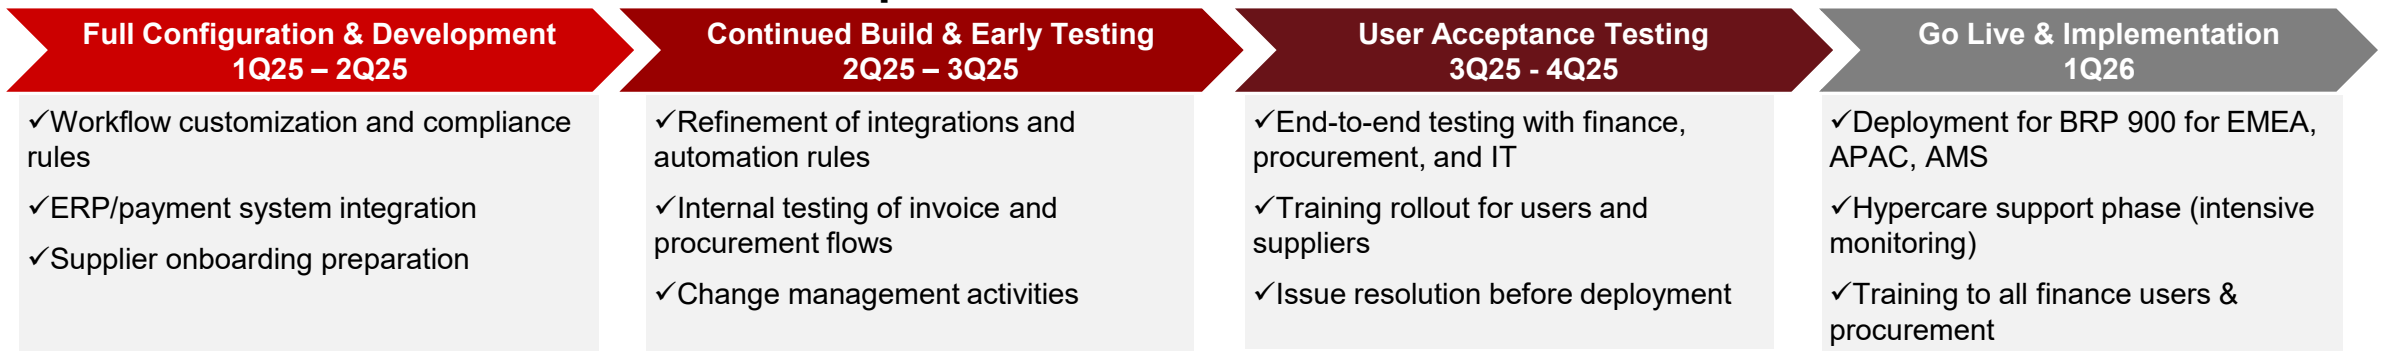 Full Configuration & Development
1Q25 – 2Q25
✓Workflow customization and compliance
rules
✓ERP/payment system integration
✓Supplier onboarding preparation
Continued Build & Early Testing
2Q25 – 3Q25
✓Refinement of integrations and
automation rules
✓Internal testing of invoice and
procurement flows
✓Change management activities
User Acceptance Testing
3Q25 - 4Q25
✓End-to-end testing with finance,
procurement, and IT
✓Training rollout for users and
suppliers
✓Issue resolution before deployment
Go Live & Implementation
1Q26
✓Deployment for BRP 900 for EMEA,
APAC, AMS
✓Hypercare support phase (intensive
monitoring)
✓Training to all finance users &
procurement